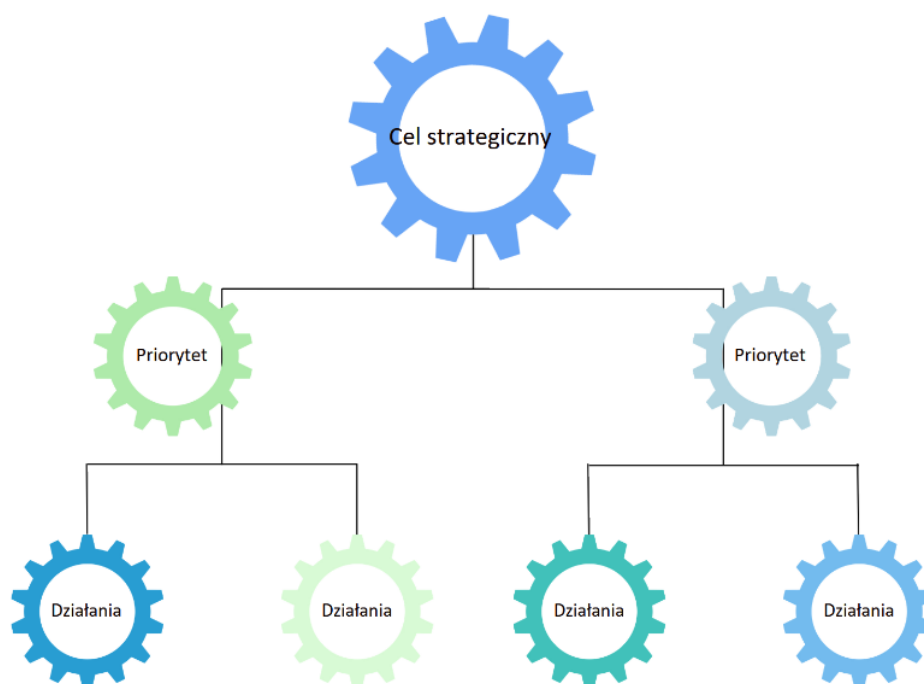 Cel strategiczny
Priorytet
Priorytet
Działania
Działania
Działania
Działania